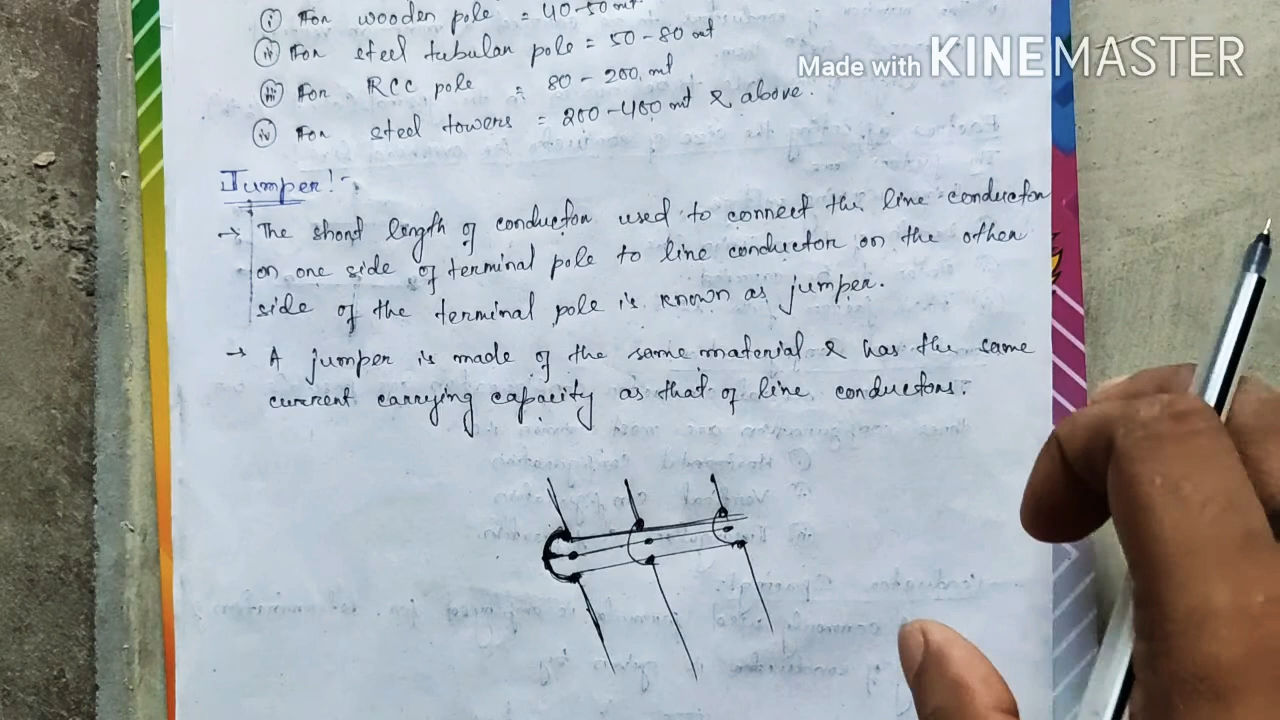 (i) For wooden pole = 40-50 mt
(ii) For steel tubular pole = 50-80 mt
(iii) For RCC pole = 80-200 mt
(iv) For steel towers = 200-400 mt & above.
Made with KINEMASTER
Jumper:-
→ The short length of conductor used to connect the line conductor
on one side of terminal pole to line conductor on the other
side of the terminal pole is known as jumper.
→ A jumper is made of the same material & has the same
current carrying capacity as that of line conductors.